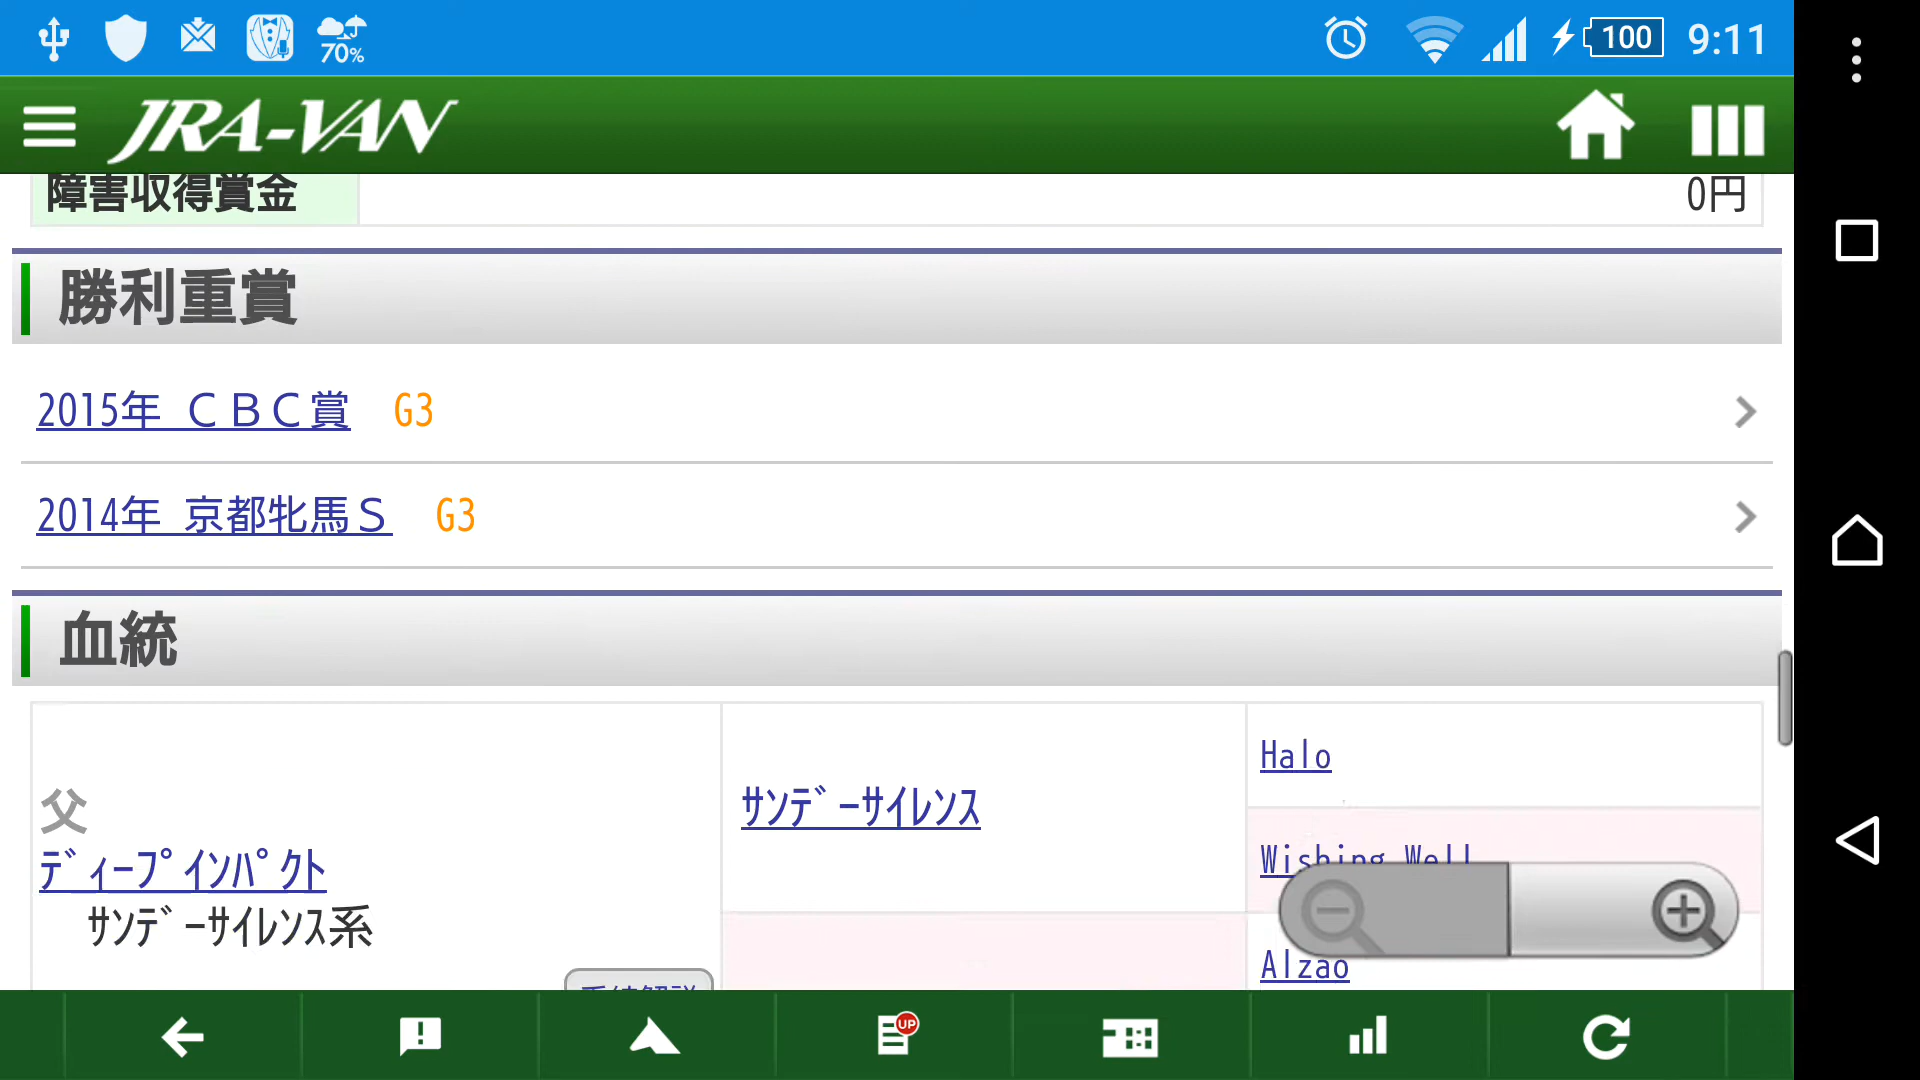 70%
100
9:11
JRA-VAN
障害収得賞金 0円
勝利重賞
2015年 ＣＢＣ賞 G3
2014年 京都牝馬Ｓ G3
血統
父
ﾃﾞｨｰﾌﾟｲﾝﾊﾟｸﾄ
ｻﾝﾃﾞｰｻｲﾚﾝｽ系
ｻﾝﾃﾞｰｻｲﾚﾝｽ
Halo
Wishing Well
Alzao
UP